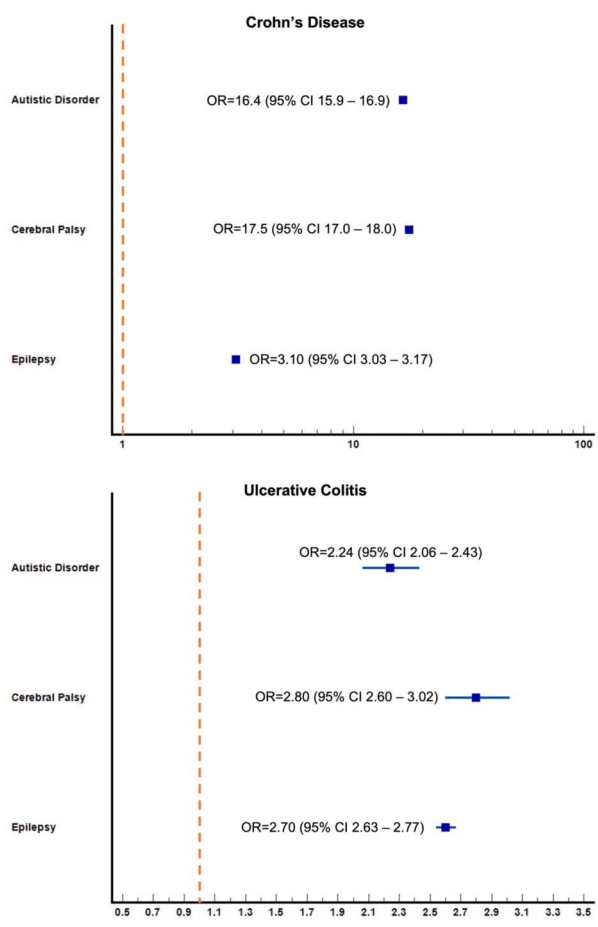 Crohn’s Disease
Autistic Disorder
OR=16.4 (95% CI 15.9 – 16.9)
Cerebral Palsy
OR=17.5 (95% CI 17.0 – 18.0)
Epilepsy
OR=3.10 (95% CI 3.03 – 3.17)
1 10 100
Ulcerative Colitis
OR=2.24 (95% CI 2.06 – 2.43)
Autistic Disorder
Cerebral Palsy
OR=2.80 (95% CI 2.60 – 3.02)
Epilepsy
OR=2.70 (95% CI 2.63 – 2.77)
0.5 0.7 0.9 1.1 1.3 1.5 1.7 1.9 2.1 2.3 2.5 2.7 2.9 3.1 3.3 3.5